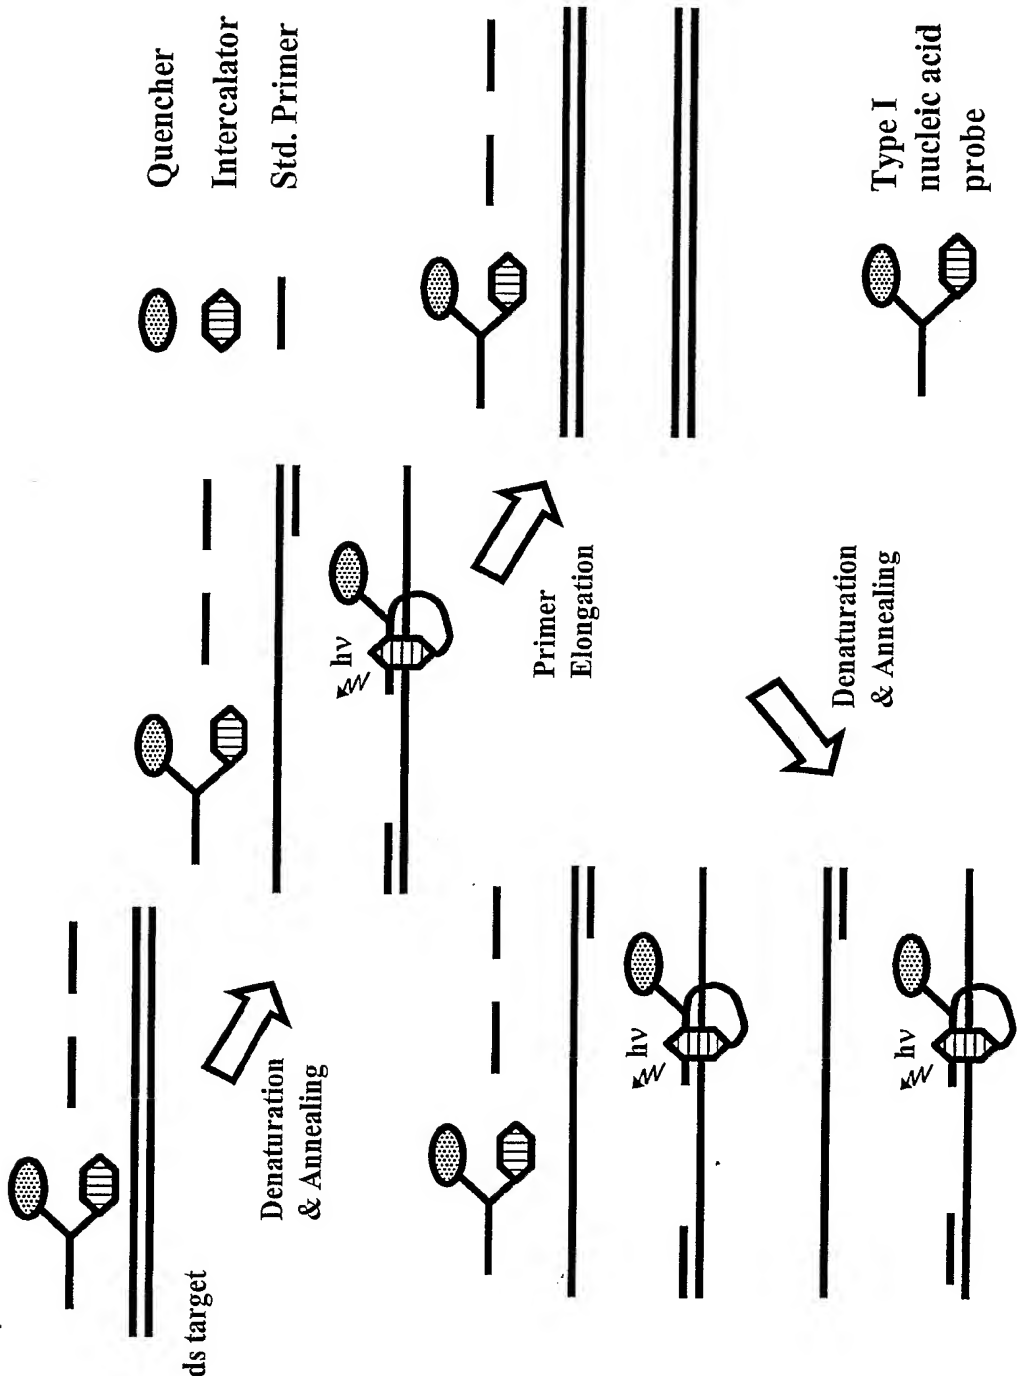 Quencher
Intercalator
Std. Primer
ds target
Denaturation
& Annealing
hν
Primer
Elongation
Denaturation
& Annealing
hν
hν
Type I
nucleic acid
probe